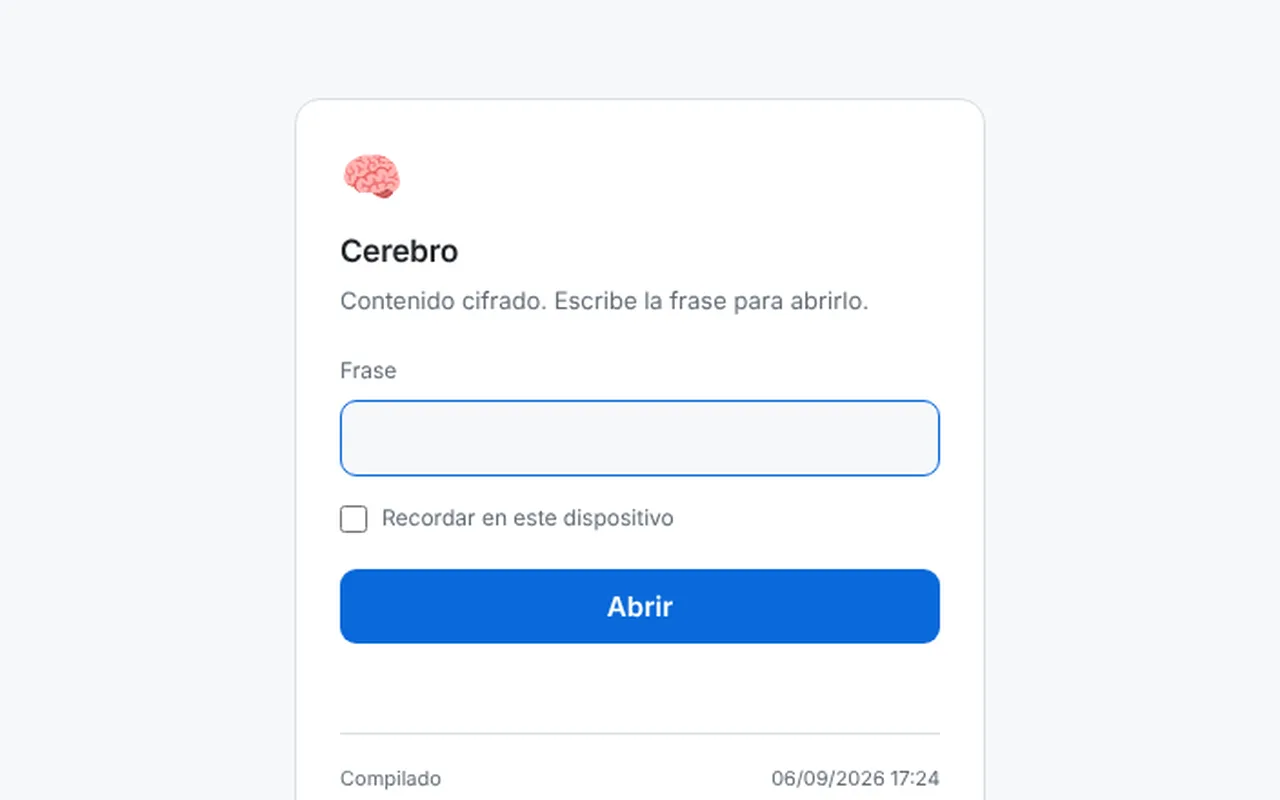 Cerebro
Contenido cifrado. Escribe la frase para abrirlo.
Frase
Recordar en este dispositivo
Abrir
Compilado 06/09/2026 17:24